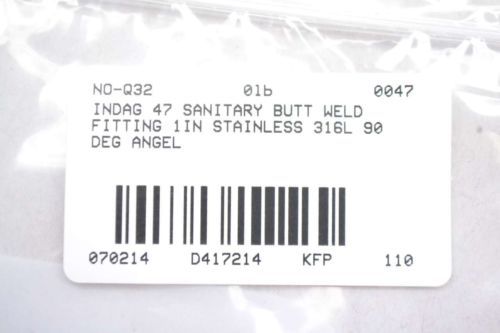 NO-Q32 01b 0047
INDAG 47 SANITARY BUTT WELD
FITTING 1IN STAINLESS 316L 90
DEG ANGEL
070214 D417214 KFP 110